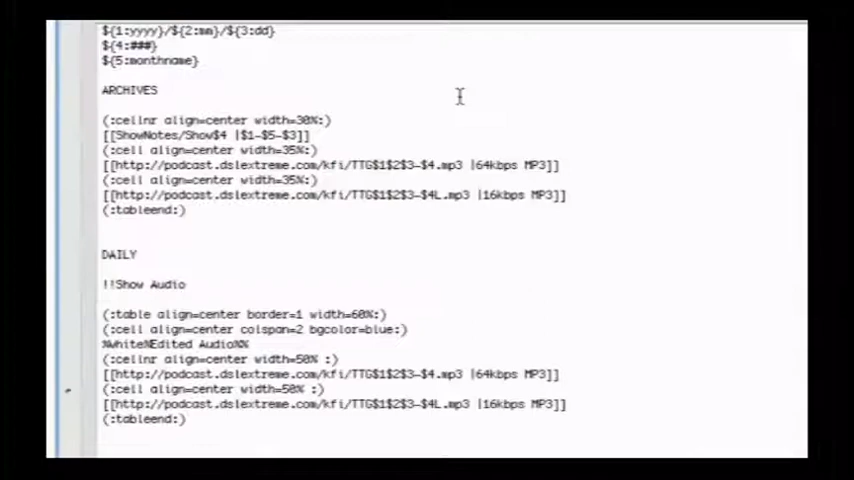 ${1:yyyy}/${2:mm}/${3:dd}
${4:###}
${5:monthname}
ARCHIVES
(:cellnr align=center width=30%:)
[[ShowNotes/Show$4 |$1-$5-$3]]
(:cell align=center width=35%:)
[[http://podcast.dslextreme.com/kfi/TTG$1$2$3-$4.mp3 |64kbps MP3]]
(:cell align=center width=35%:)
[[http://podcast.dslextreme.com/kfi/TTG$1$2$3-$4L.mp3 |16kbps MP3]]
(:tableend:)
DAILY
!!Show Audio
(:table align=center border=1 width=60%:)
(:cell align=center colspan=2 bgcolor=blue:)
%white%Edited Audio%%
(:cellnr align=center width=50% :)
[[http://podcast.dslextreme.com/kfi/TTG$1$2$3-$4.mp3 |64kbps MP3]]
(:cell align=center width=50% :)
[[http://podcast.dslextreme.com/kfi/TTG$1$2$3-$4L.mp3 |16kbps MP3]]
(:tableend:)